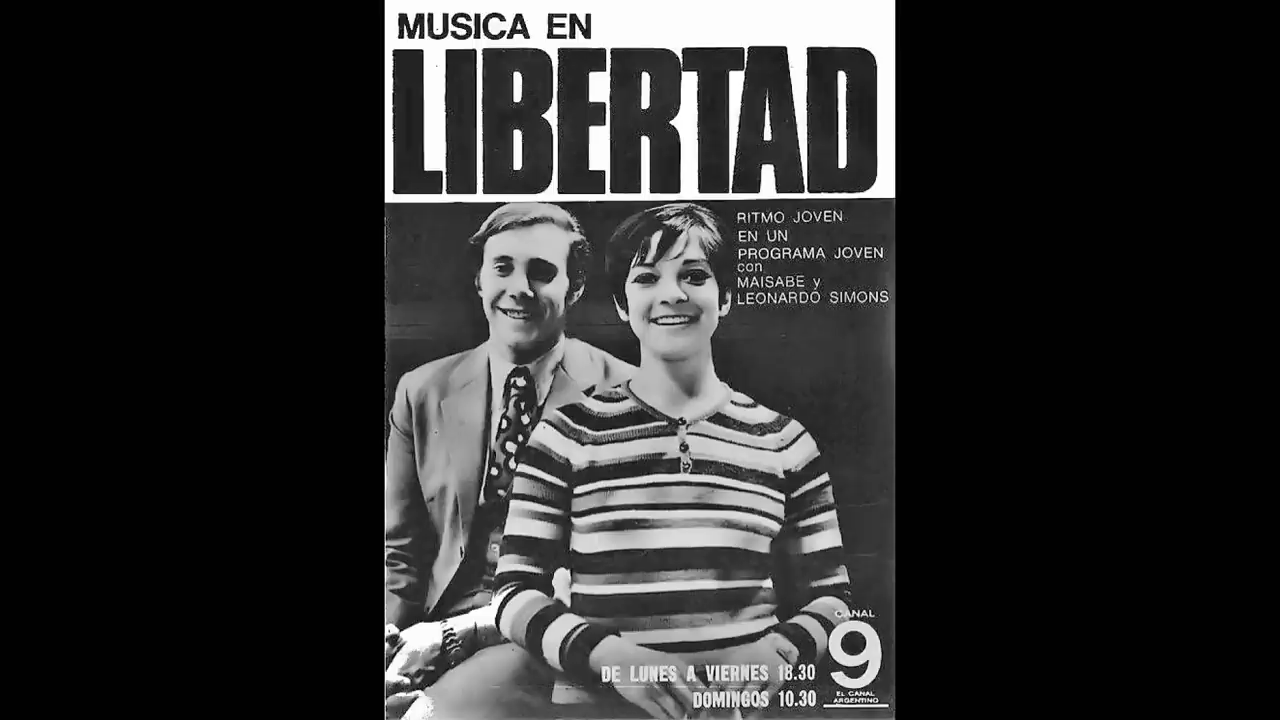 MUSICA EN
LIBERTAD
RITMO JOVEN
EN UN
PROGRAMA JOVEN
con
MAISABE y
LEONARDO SIMONS
CANAL
9
EL CANAL
ARGENTINO
DE LUNES A VIERNES 18.30
DOMINGOS 10.30